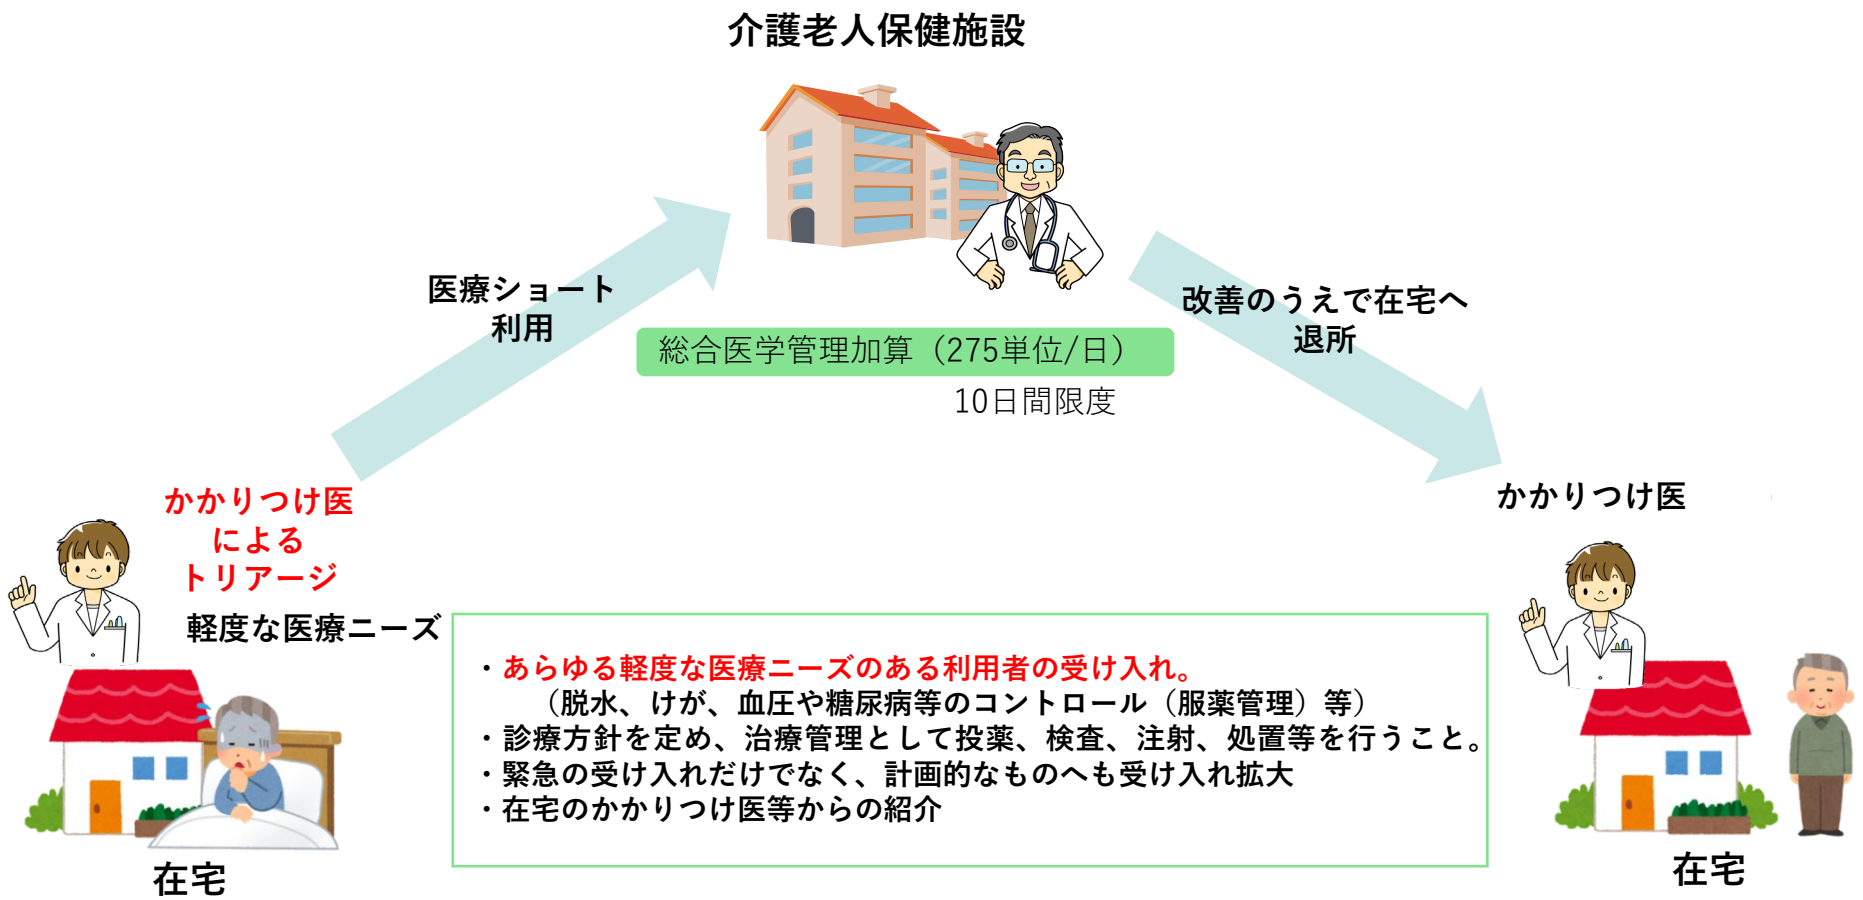 介護老人保健施設
医療ショート
利用
改善のうえで在宅へ
退所
総合医学管理加算（275単位/日）
10日間限度
かかりつけ医
による
トリアージ
軽度な医療ニーズ
かかりつけ医
・あらゆる軽度な医療ニーズのある利用者の受け入れ。
（脱水、けが、血圧や糖尿病等のコントロール（服薬管理）等）
・診療方針を定め、治療管理として投薬、検査、注射、処置等を行うこと。
・緊急の受け入れだけでなく、計画的なものへも受け入れ拡大
・在宅のかかりつけ医等からの紹介
在宅
在宅